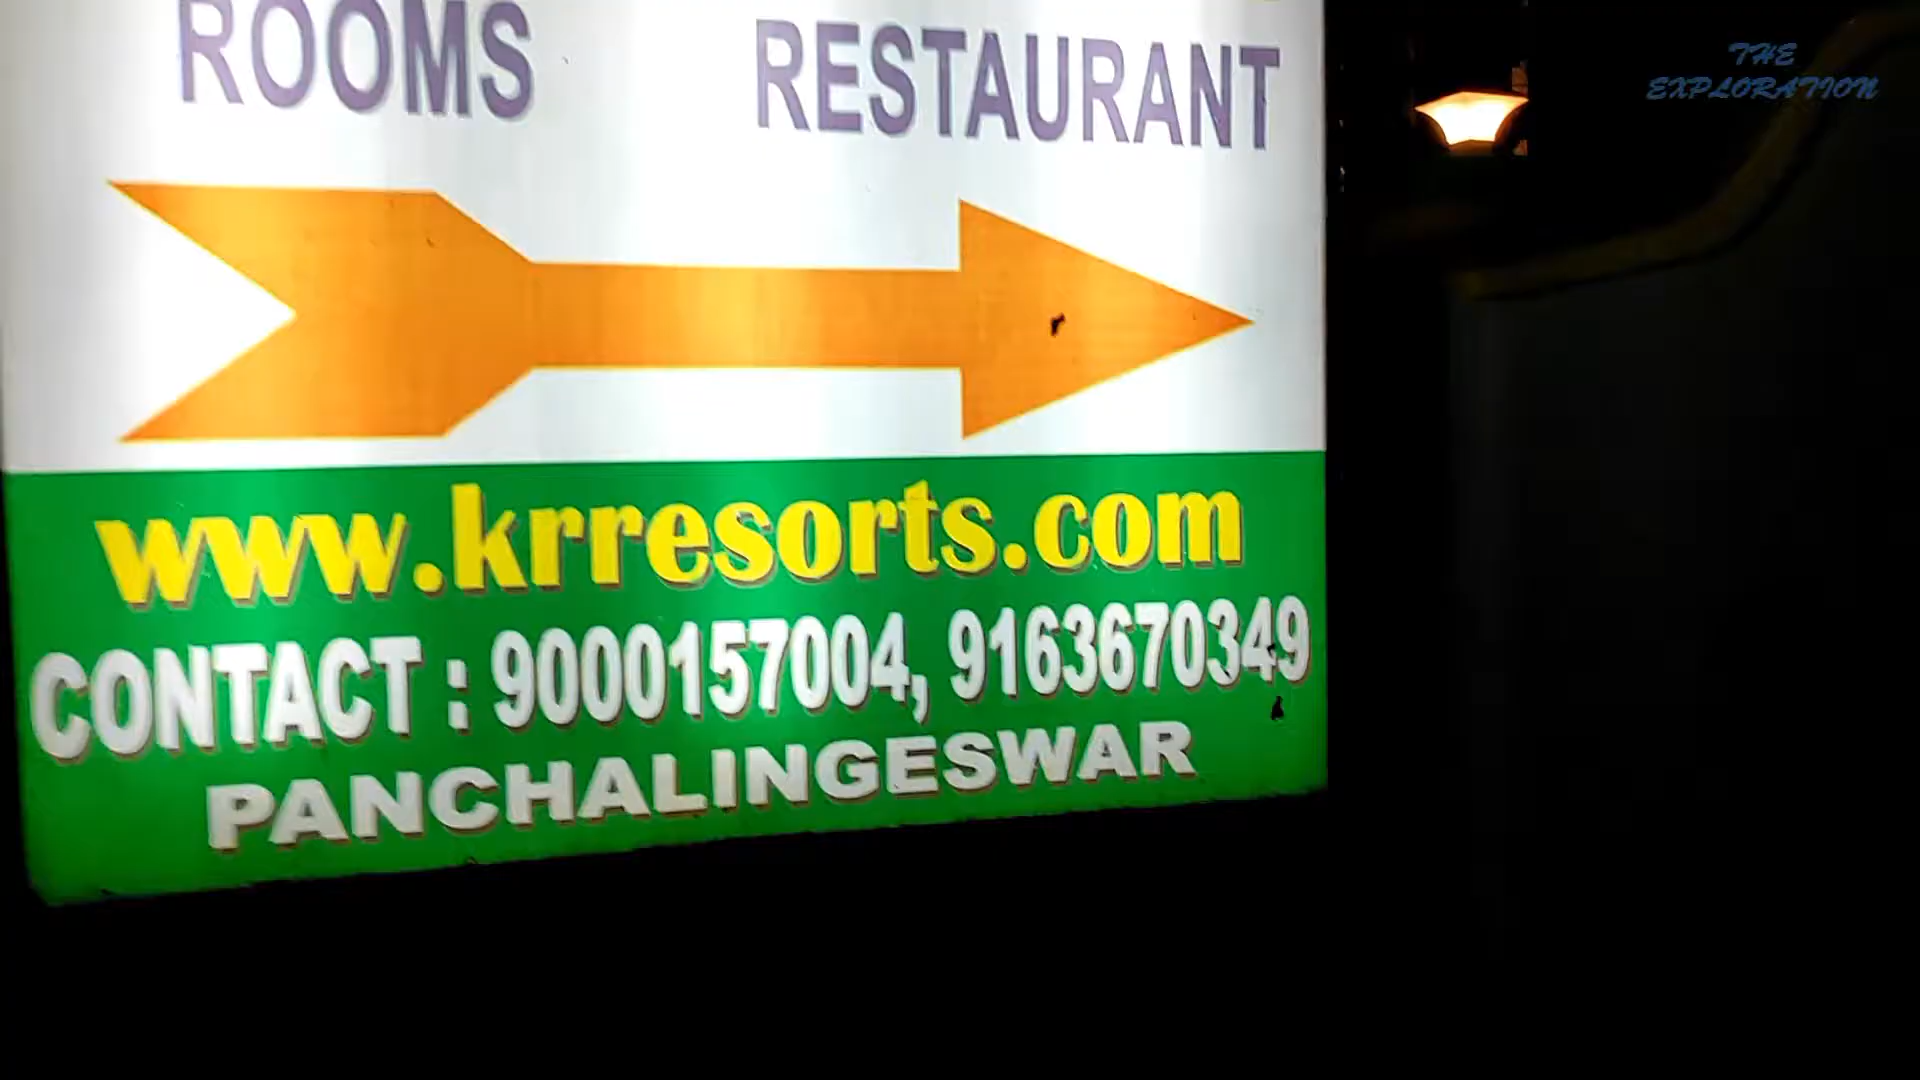 ROOMS RESTAURANT
www.krresorts.com
CONTACT : 9000157004, 9163670349
PANCHALINGESWAR
THE
EXPLORATION